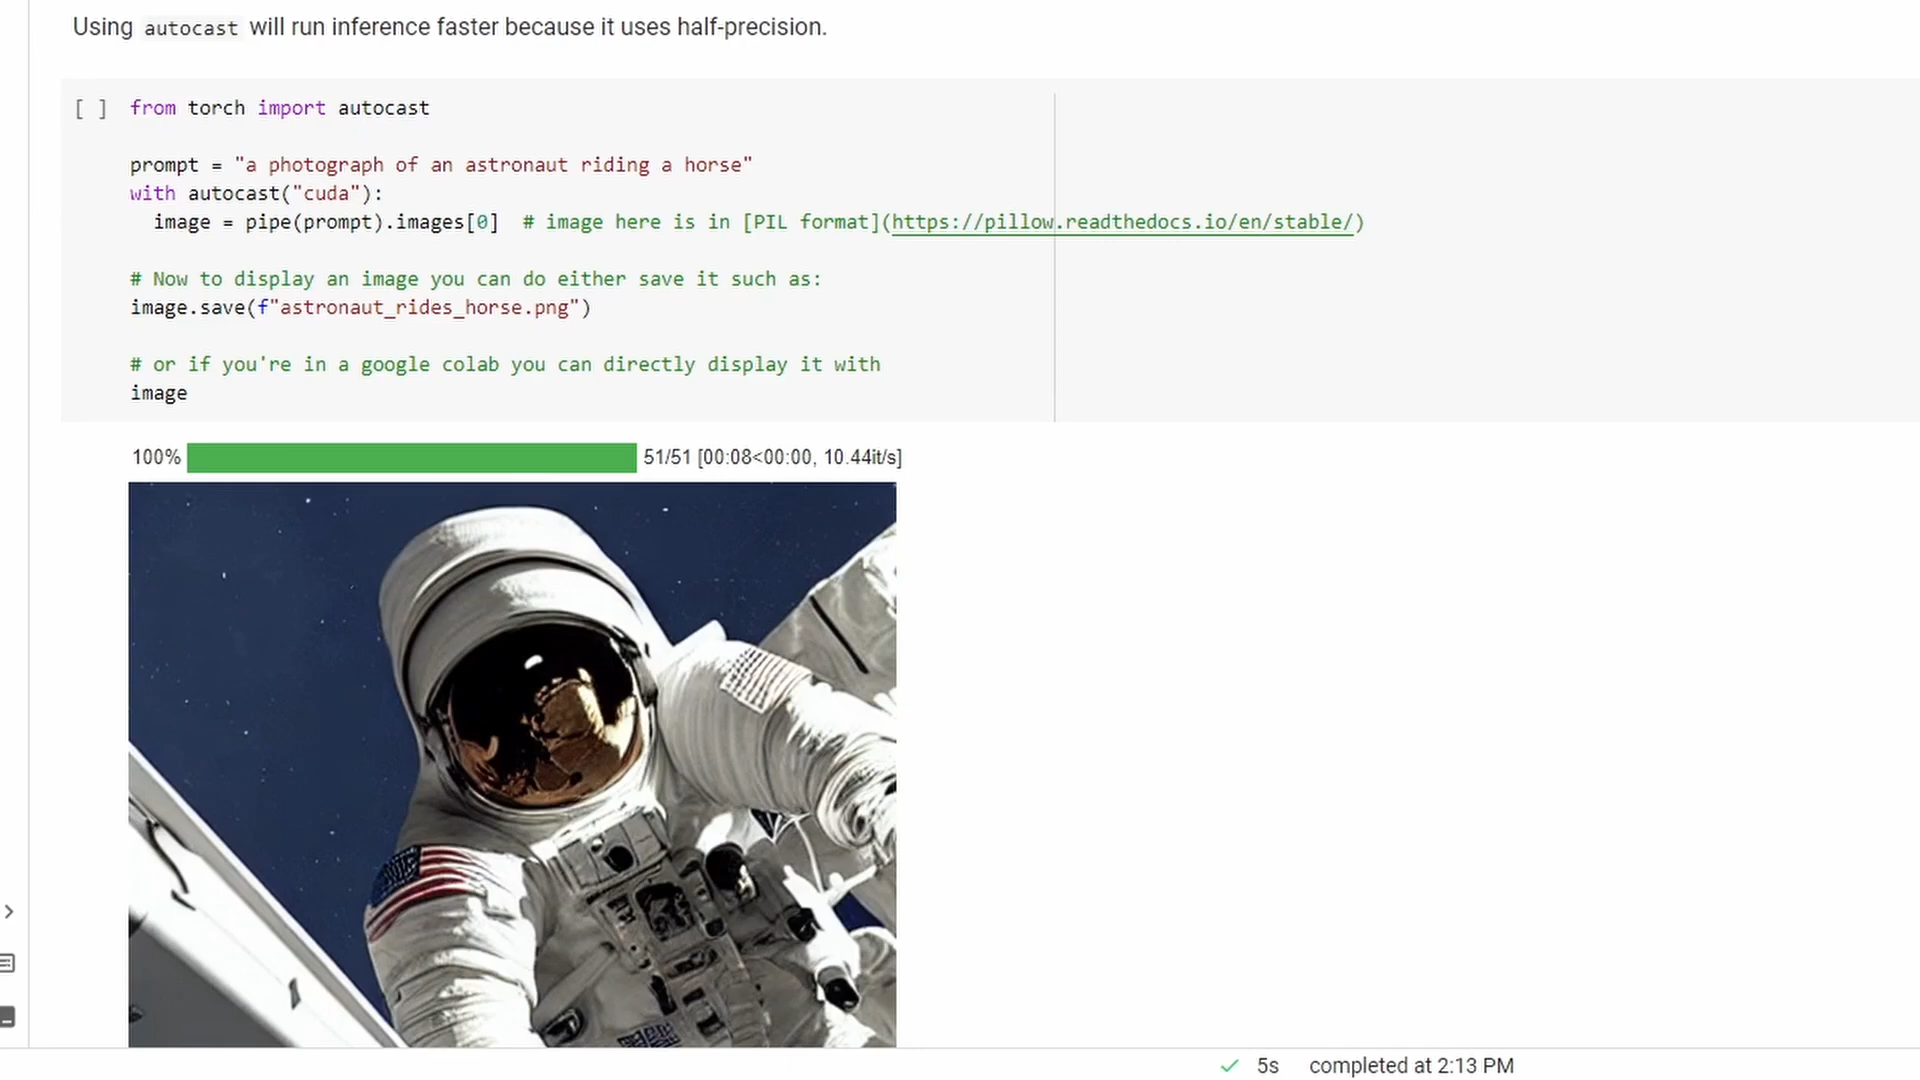 Using autocast will run inference faster because it uses half-precision.
[ ] from torch import autocast
prompt = "a photograph of an astronaut riding a horse"
with autocast("cuda"):
  image = pipe(prompt).images[0]  # image here is in [PIL format](https://pillow.readthedocs.io/en/stable/)
# Now to display an image you can do either save it such as:
image.save(f"astronaut_rides_horse.png")
# or if you're in a google colab you can directly display it with
image
100% 51/51 [00:08<00:00, 10.44it/s]
5s completed at 2:13 PM